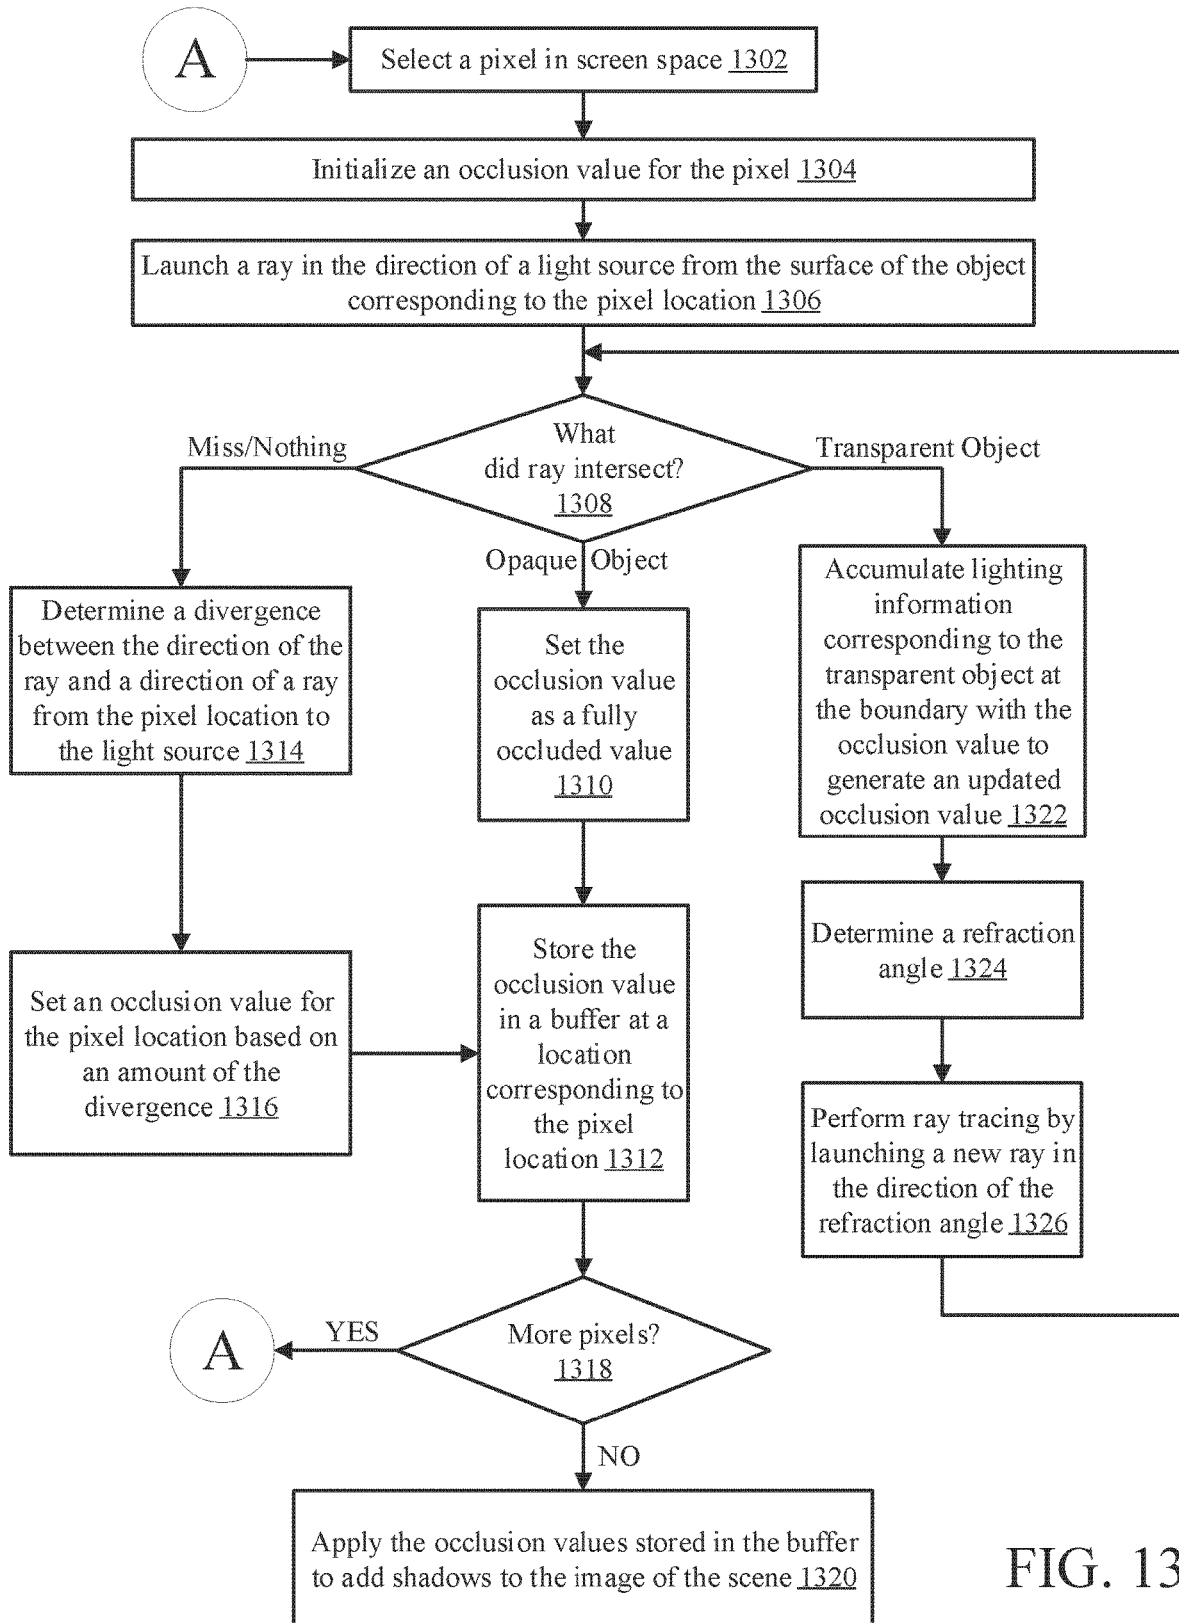 A
Select a pixel in screen space 1302
Initialize an occlusion value for the pixel 1304
Launch a ray in the direction of a light source from the surface of the object
corresponding to the pixel location 1306
What
did ray intersect?
1308
Miss/Nothing
Opaque Object
Transparent Object
Determine a divergence
between the direction of the
ray and a direction of a ray
from the pixel location to
the light source 1314
Set an occlusion value for
the pixel location based on
an amount of the
divergence 1316
Set the
occlusion value
as a fully
occluded value
1310
Store the
occlusion value
in a buffer at a
location
corresponding to
the pixel
location 1312
Accumulate lighting
information
corresponding to the
transparent object at
the boundary with the
occlusion value to
generate an updated
occlusion value 1322
Determine a refraction
angle 1324
Perform ray tracing by
launching a new ray in
the direction of the
refraction angle 1326
More pixels?
1318
YES
A
NO
Apply the occlusion values stored in the buffer
to add shadows to the image of the scene 1320
FIG. 13